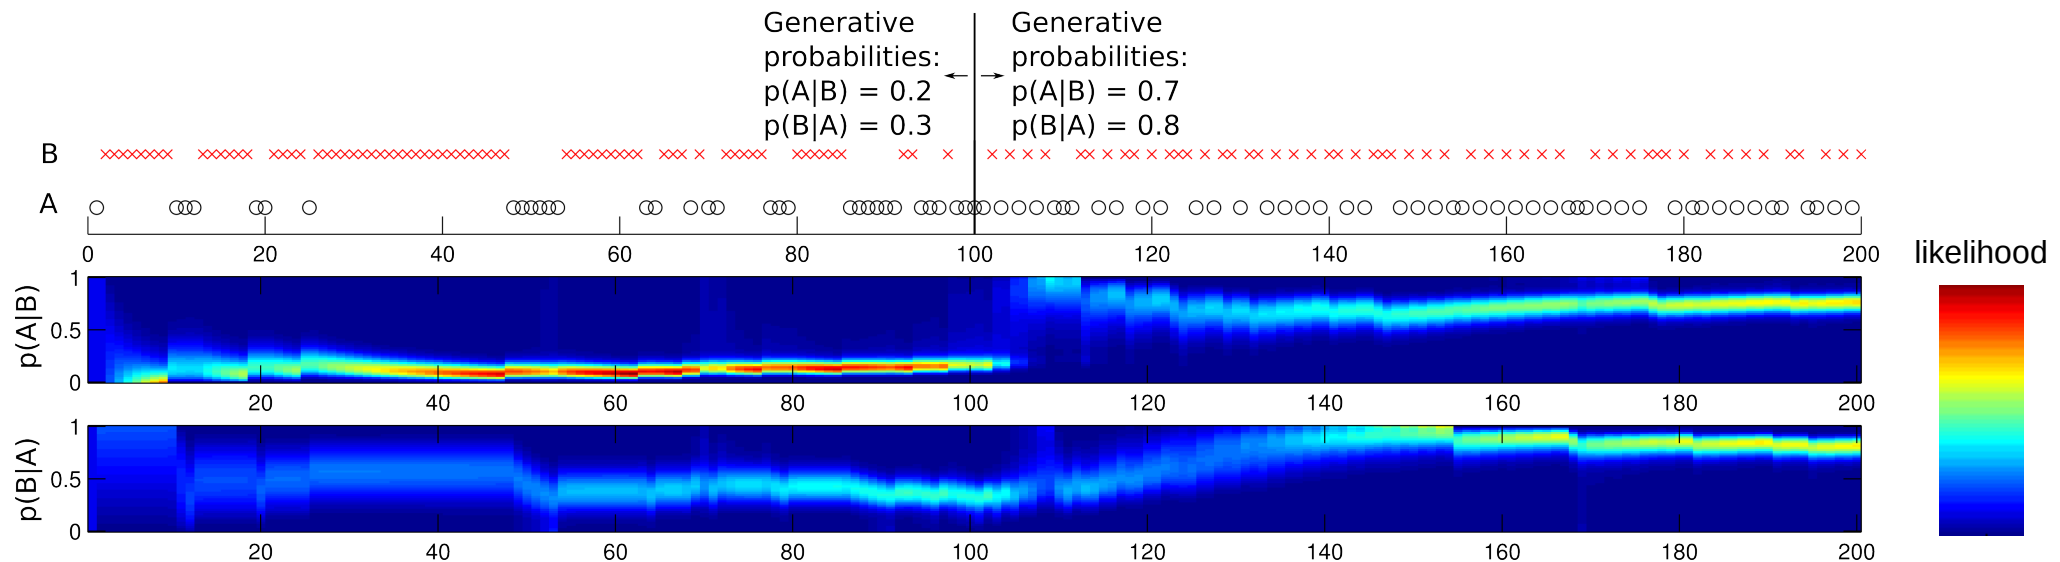 Generative
probabilities:
p(A|B) = 0.2
p(B|A) = 0.3
Generative
probabilities:
p(A|B) = 0.7
p(B|A) = 0.8
B
A
0 20 40 60 80 100 120 140 160 180 200
likelihood
p(A|B)
1
0.5
0
20 40 60 80 100 120 140 160 180 200
p(B|A)
1
0.5
0
20 40 60 80 100 120 140 160 180 200